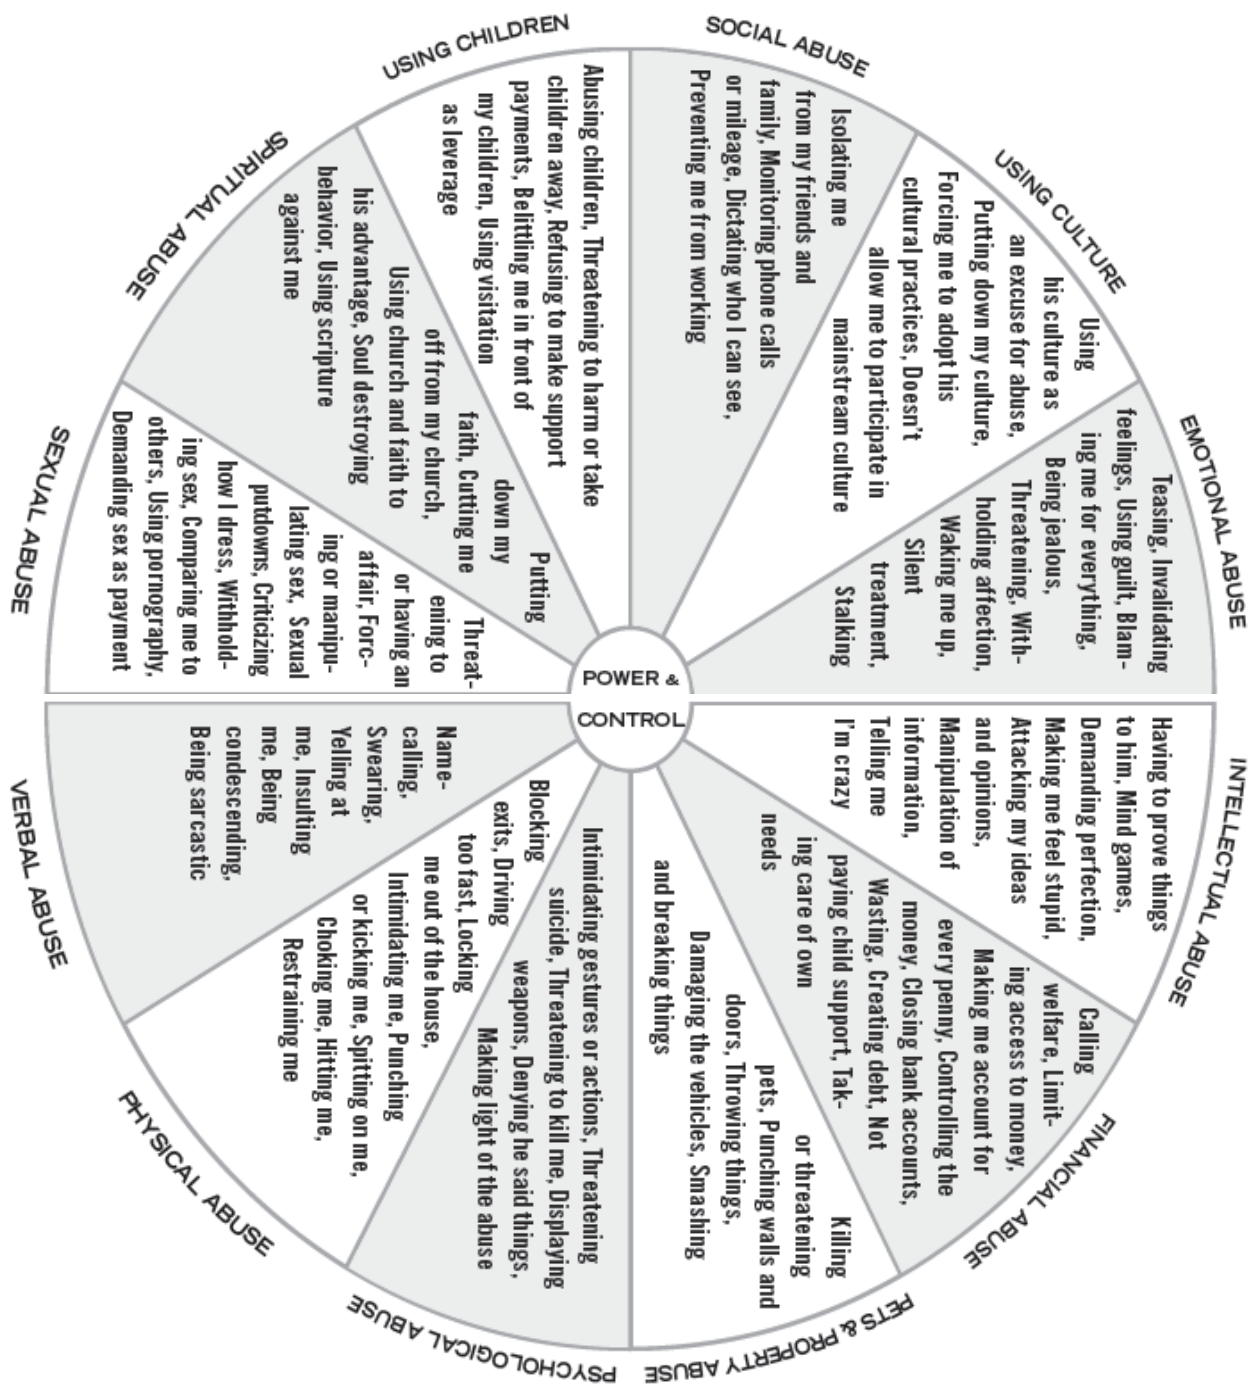 SOCIAL ABUSE
Isolating me
from my friends and
family, Monitoring phone calls
or mileage, Dictating who I can see,
Preventing me from working
USING CULTURE
Using
his culture as
an excuse for abuse,
Putting down my culture,
Forcing me to adopt his
cultural practices, Doesn't
allow me to participate in
mainstream culture
EMOTIONAL ABUSE
Teasing, Invalidating
feelings, Using guilt, Blam-
ing me for everything,
Being jealous,
Threatening, With-
holding affection,
Waking me up,
Silent
treatment,
Stalking
INTELLECTUAL ABUSE
Having to prove things
to him, Mind games,
Demanding perfection,
Making me feel stupid,
Attacking my ideas
and opinions,
Manipulation of
information,
Telling me
I'm crazy
FINANCIAL ABUSE
Calling
welfare, Limit-
ing access to money,
Making me account for
every penny, Controlling the
money, Closing bank accounts,
Wasting, Creating debt, Not
paying child support, Tak-
ing care of own
needs
PETS & PROPERTY ABUSE
Killing
or threatening
pets, Punching walls and
doors, Throwing things,
Damaging the vehicles, Smashing
and breaking things
PSYCHOLOGICAL ABUSE
Intimidating gestures or actions, Threatening
suicide, Threatening to kill me, Displaying
weapons, Denying he said things,
Making light of the abuse
PHYSICAL ABUSE
Blocking
exits, Driving
too fast, Locking
me out of the house,
Intimidating me, Punching
or kicking me, Spitting on me,
Choking me, Hitting me,
Restraining me
VERBAL ABUSE
Name-
calling,
Swearing,
Yelling at
me, Insulting
me, Being
condescending,
Being sarcastic
SEXUAL ABUSE
Threat-
ening to
or having an
affair, Forc-
ing or manipu-
lating sex, Sexual
putdowns, Criticizing
how I dress, Withhold-
ing sex, Comparing me to
others, Using pornography,
Demanding sex as payment
SPIRITUAL ABUSE
Putting
down my
faith, Cutting me
off from my church,
Using church and faith to
his advantage, Soul destroying
behavior, Using scripture
against me
USING CHILDREN
Abusing children, Threatening to harm or take
children away, Refusing to make support
payments, Belittling me in front of
my children, Using visitation
as leverage
POWER &
CONTROL